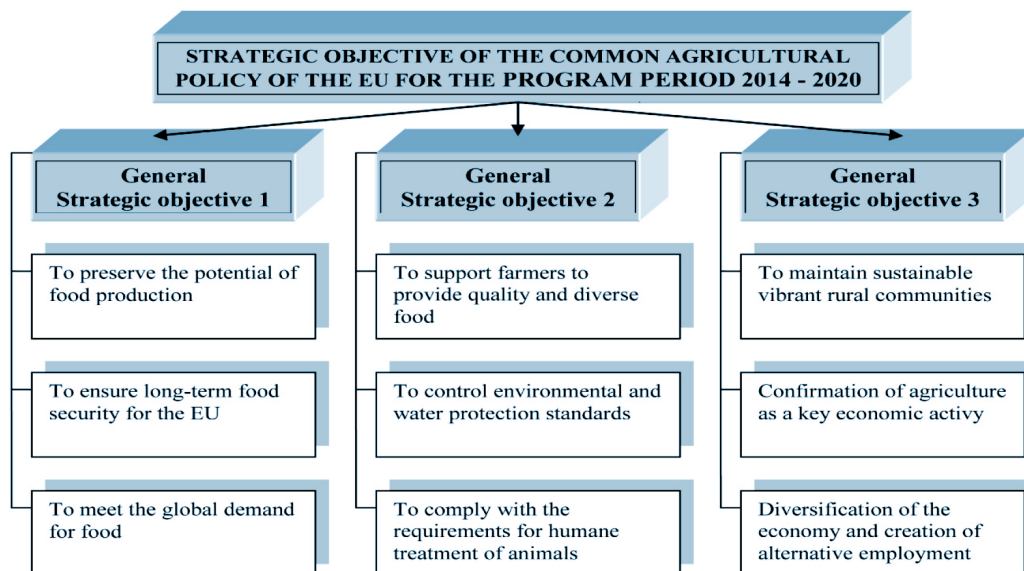 STRATEGIC OBJECTIVE OF THE COMMON AGRICULTURAL
POLICY OF THE EU FOR THE PROGRAM PERIOD 2014 - 2020
General
Strategic objective 1
To preserve the potential of
food production
To ensure long-term food
security for the EU
To meet the global demand
for food
General
Strategic objective 2
To support farmers to
provide quality and diverse
food
To control environmental and
water protection standards
To comply with the
requirements for humane
treatment of animals
General
Strategic objective 3
To maintain sustainable
vibrant rural communities
Confirmation of agriculture
as a key economic activy
Diversification of the
economy and creation of
alternative employment